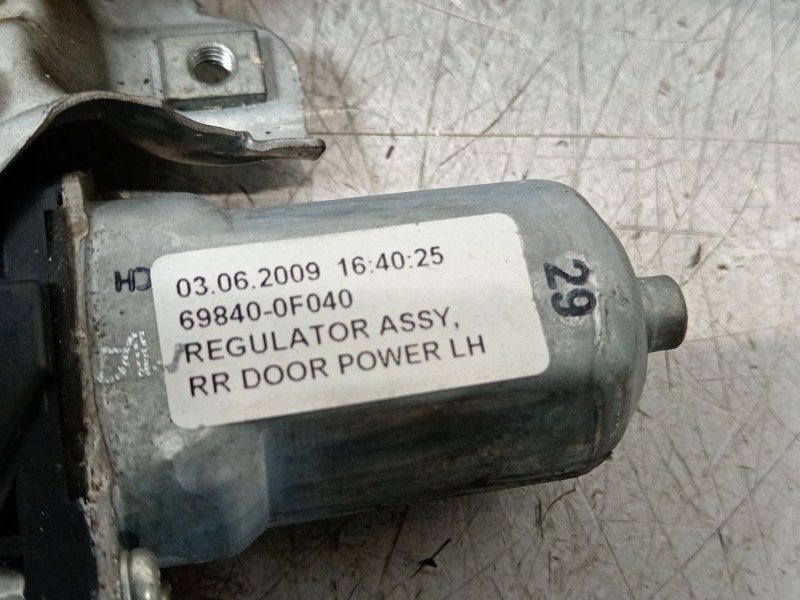 03.06.2009 16:40:25
69840-0F040
REGULATOR ASSY,
RR DOOR POWER LH
29